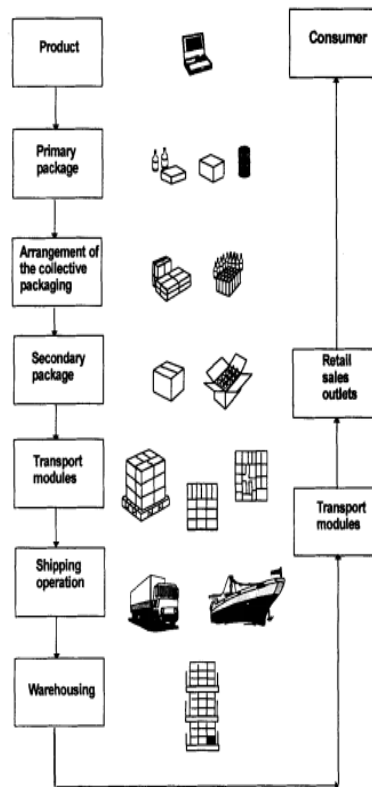 Product
Consumer
Primary
package
Arrangement of
the collective
packaging
Secondary
package
Retail
sales
outlets
Transport
modules
Transport
modules
Shipping
operation
Warehousing